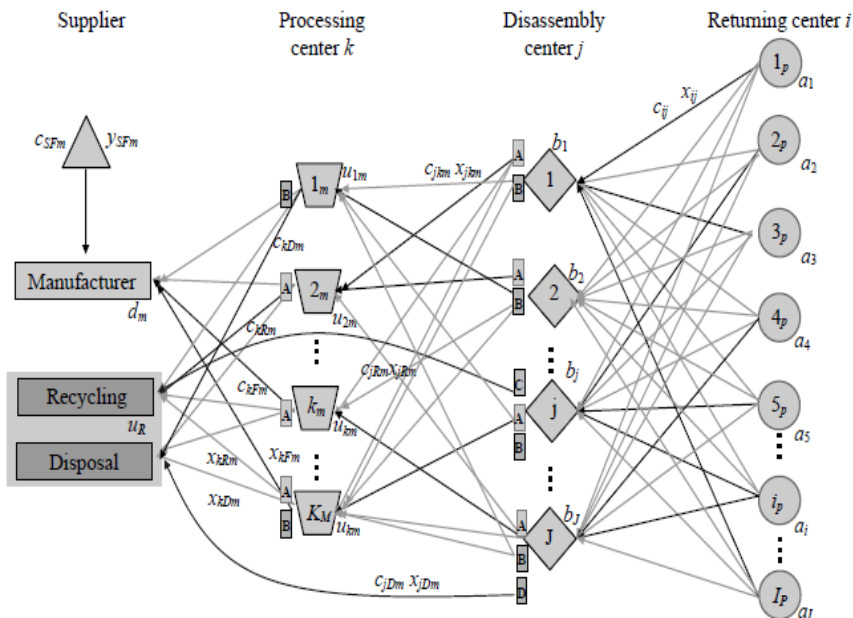 Supplier
Processing
center k
Disassembly
center j
Returning center i
c_SFm
y_SFm
Manufacturer
d_m
Recycling
u_R
Disposal
1_m
u_1m
B
2_m
u_2m
A
k_m
u_km
A
K_M
u_km
A
B
c_kDm
c_kRm
c_kFm
x_kFm
x_kRm
x_kDm
c_jkm x_jkm
c_jRm x_jRm
c_jDm x_jDm
A
B
b_1
1
A
B
b_2
2
C
A
B
b_j
j
A
B
D
b_J
J
c_ij
x_ij
1_p
a_1
2_p
a_2
3_p
a_3
4_p
a_4
5_p
a_5
i_p
a_i
I_P
a_I